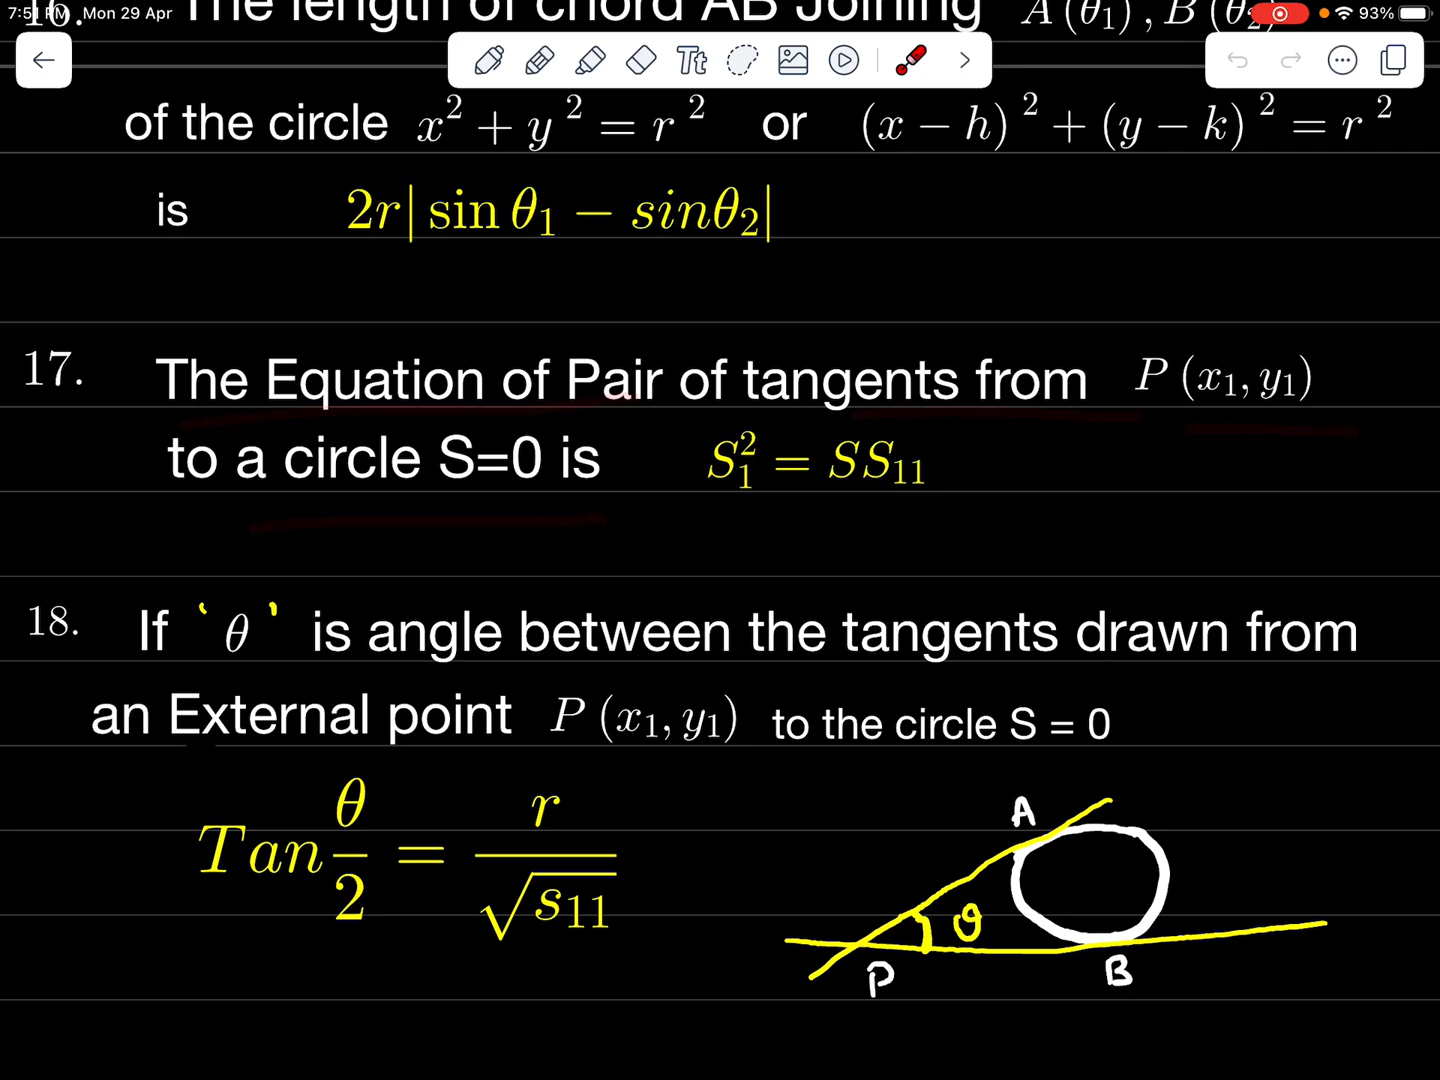 7:51 PM Mon 29 Apr 93%
16. The length of chord AB Joining A (θ₁) , B (θ₂)
Tt
of the circle x² + y² = r² or (x − h)² + (y − k)² = r²
is 2r| sin θ₁ − sinθ₂|
17. The Equation of Pair of tangents from P (x₁, y₁)
to a circle S=0 is S₁² = SS₁₁
18. If ‘ θ ’ is angle between the tangents drawn from
an External point P (x₁, y₁) to the circle S = 0
Tan θ/2 = r/√s₁₁
A
θ
P
B